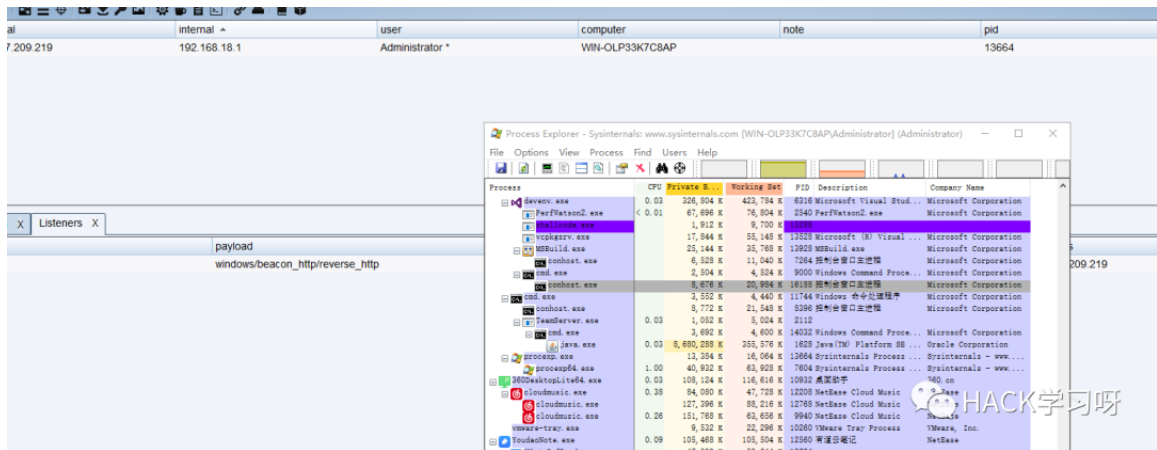 al internal user computer note pid
7.209.219 192.168.18.1 Administrator * WIN-OLP33K7C8AP 13664
Process Explorer - Sysinternals: www.sysinternals.com [WIN-OLP33K7C8AP\Administrator] (Administrator)
File Options View Process Find Users Help
Process CPU Private B... Working Set PID Description Company Name
devenv.exe 0.03 326,804 K 423,784 K 6316 Microsoft Visual Stud... Microsoft Corporation
PerfWatson2.exe < 0.01 67,696 K 76,804 K 2540 PerfWatson2.exe Microsoft Corporation
X Listeners X
1,912 K 9,700 K
vcpkgsrv.exe 17,844 K 55,148 K 13528 Microsoft (R) Visual ... Microsoft Corporation
payload s
MSBuild.exe 25,144 K 35,768 K 13928 MSBuild.exe Microsoft Corporation
windows/beacon_http/reverse_http 209.219
conhost.exe 6,528 K 11,040 K 7264 控制台窗口主进程 Microsoft Corporation
cmd.exe 2,504 K 4,524 K 9000 Windows Command Proce... Microsoft Corporation
conhost.exe 8,676 K 20,984 K 16188 控制台窗口主进程 Microsoft Corporation
cmd.exe 3,552 K 4,440 K 11744 Windows 命令处理程序 Microsoft Corporation
conhost.exe 8,772 K 21,548 K 8396 控制台窗口主进程 Microsoft Corporation
TeamServer.exe 0.03 1,052 K 5,024 K 2112
cmd.exe 3,692 K 4,600 K 14032 Windows Command Proce... Microsoft Corporation
java.exe 0.03 8,680,288 K 355,576 K 1628 Java(TM) Platform SE ... Oracle Corporation
procexp.exe 13,384 K 16,064 K 13664 Sysinternals Process ... Sysinternals - www....
procexp64.exe 1.00 40,932 K 63,928 K 7604 Sysinternals Process ... Sysinternals - www....
360DesktopLite64.exe 0.03 108,124 K 116,616 K 10932 桌面助手 360.cn
cloudmusic.exe 0.38 84,080 K 47,728 K 12208 NetEase Cloud Music
cloudmusic.exe 127,396 K 88,216 K 12768 NetEase Cloud Music
cloudmusic.exe 0.26 151,768 K 63,656 K 9940 NetEase Cloud Music
HACK学习呀
vmware-tray.exe 9,532 K 22,296 K 10260 VMware Tray Process VMware, Inc.
YoudaoNote.exe 0.09 105,468 K 105,504 K 12560 有道云笔记 NetEase